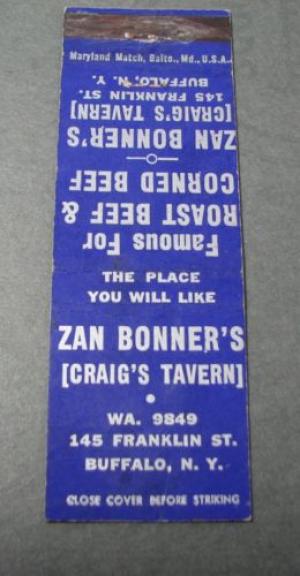 Maryland Match, Balto., Md., U.S.A.
Famous For
ROAST BEEF &
CORNED BEEF
ZAN BONNER'S
[CRAIG'S TAVERN]
145 FRANKLIN ST.
BUFFALO, N. Y.
THE PLACE
YOU WILL LIKE
ZAN BONNER'S
[CRAIG'S TAVERN]
WA. 9849
145 FRANKLIN ST.
BUFFALO, N. Y.
CLOSE COVER BEFORE STRIKING